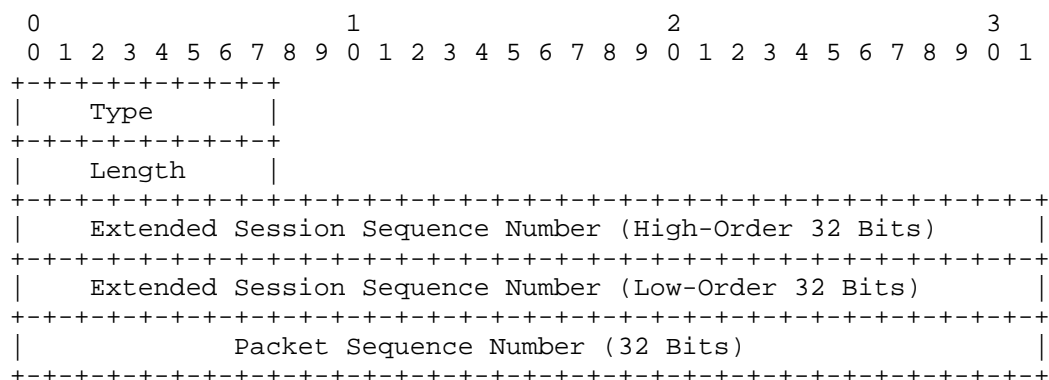 0                   1                   2                   3
 0 1 2 3 4 5 6 7 8 9 0 1 2 3 4 5 6 7 8 9 0 1 2 3 4 5 6 7 8 9 0 1
+-+-+-+-+-+-+-+-+
|    Type       |
+-+-+-+-+-+-+-+-+
|    Length     |
+-+-+-+-+-+-+-+-+-+-+-+-+-+-+-+-+-+-+-+-+-+-+-+-+-+-+-+-+-+-+-+-+
|    Extended Session Sequence Number (High-Order 32 Bits)      |
+-+-+-+-+-+-+-+-+-+-+-+-+-+-+-+-+-+-+-+-+-+-+-+-+-+-+-+-+-+-+-+-+
|    Extended Session Sequence Number (Low-Order 32 Bits)       |
+-+-+-+-+-+-+-+-+-+-+-+-+-+-+-+-+-+-+-+-+-+-+-+-+-+-+-+-+-+-+-+-+
|             Packet Sequence Number (32 Bits)                  |
+-+-+-+-+-+-+-+-+-+-+-+-+-+-+-+-+-+-+-+-+-+-+-+-+-+-+-+-+-+-+-+-+